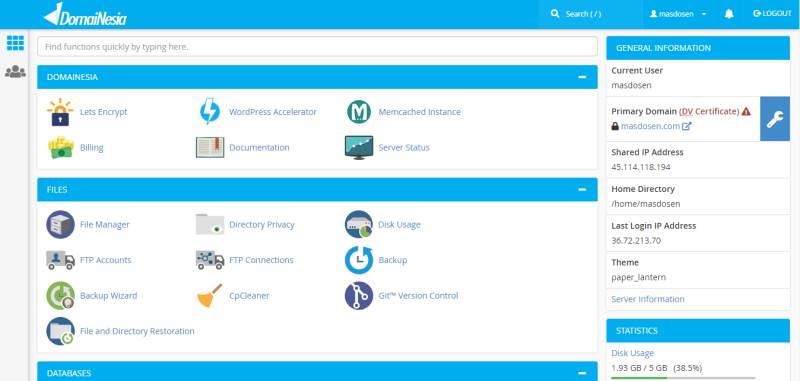 DomaiNesia
Search ( / )
masdosen
LOGOUT
Find functions quickly by typing here.
DOMAINESIA
Lets Encrypt
WordPress Accelerator
Memcached Instance
Billing
Documentation
Server Status
FILES
File Manager
Directory Privacy
Disk Usage
FTP Accounts
FTP Connections
Backup
Backup Wizard
CpCleaner
Git™ Version Control
File and Directory Restoration
DATABASES
GENERAL INFORMATION
Current User
masdosen
Primary Domain (DV Certificate)
masdosen.com
Shared IP Address
45.114.118.194
Home Directory
/home/masdosen
Last Login IP Address
36.72.213.70
Theme
paper_lantern
Server Information
STATISTICS
Disk Usage
1.93 GB / 5 GB (38.5%)